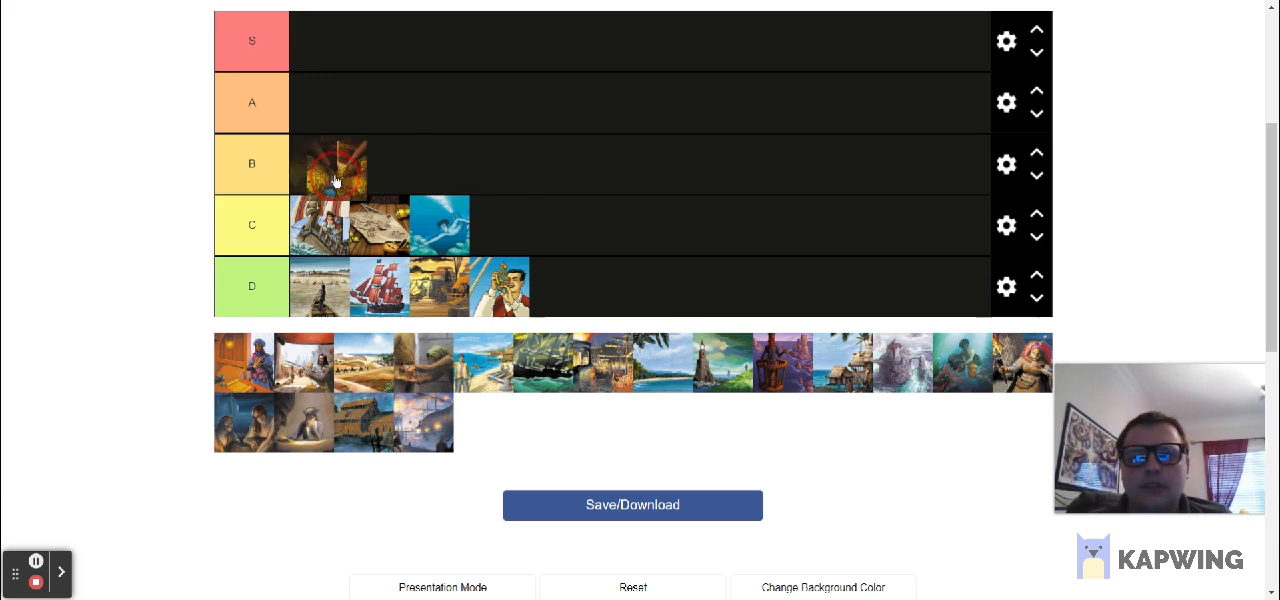 S
A
B
C
D
Save/Download
KAPWING
Presentation Mode
Reset
Change Background Color